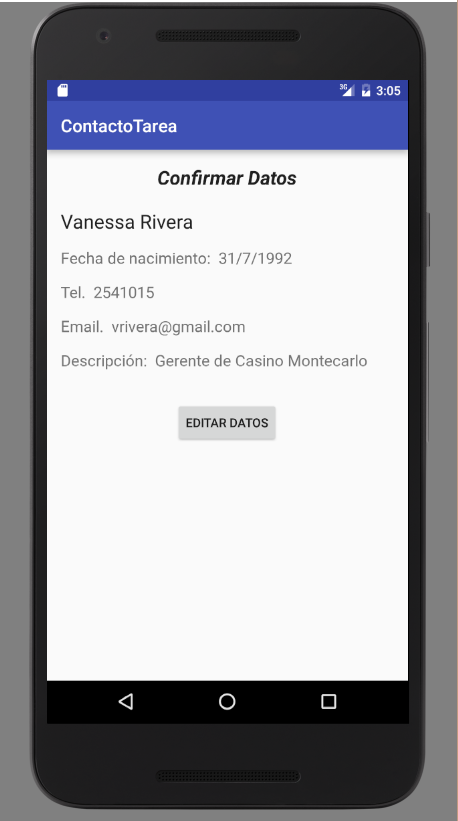 3G 3:05
ContactoTarea
Confirmar Datos
Vanessa Rivera
Fecha de nacimiento: 31/7/1992
Tel. 2541015
Email. vrivera@gmail.com
Descripción: Gerente de Casino Montecarlo
EDITAR DATOS